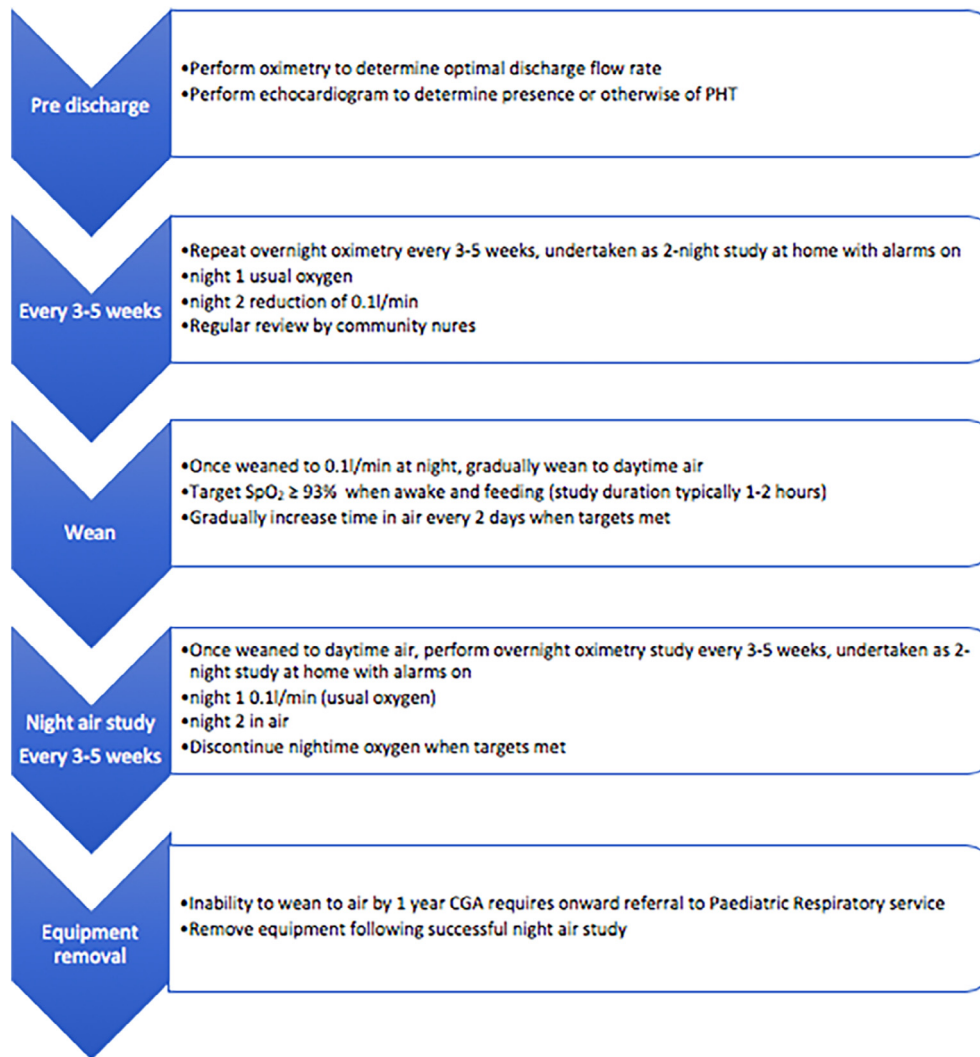 Pre discharge
•Perform oximetry to determine optimal discharge flow rate
•Perform echocardiogram to determine presence or otherwise of PHT
Every 3-5 weeks
•Repeat overnight oximetry every 3-5 weeks, undertaken as 2-night study at home with alarms on
•night 1 usual oxygen
•night 2 reduction of 0.1l/min
•Regular review by community nures
Wean
•Once weaned to 0.1l/min at night, gradually wean to daytime air
•Target SpO₂ ≥ 93% when awake and feeding (study duration typically 1-2 hours)
•Gradually increase time in air every 2 days when targets met
Night air study
Every 3-5 weeks
•Once weaned to daytime air, perform overnight oximetry study every 3-5 weeks, undertaken as 2-
night study at home with alarms on
•night 1 0.1l/min (usual oxygen)
•night 2 in air
•Discontinue nightime oxygen when targets met
Equipment
removal
•Inability to wean to air by 1 year CGA requires onward referral to Paediatric Respiratory service
•Remove equipment following successful night air study